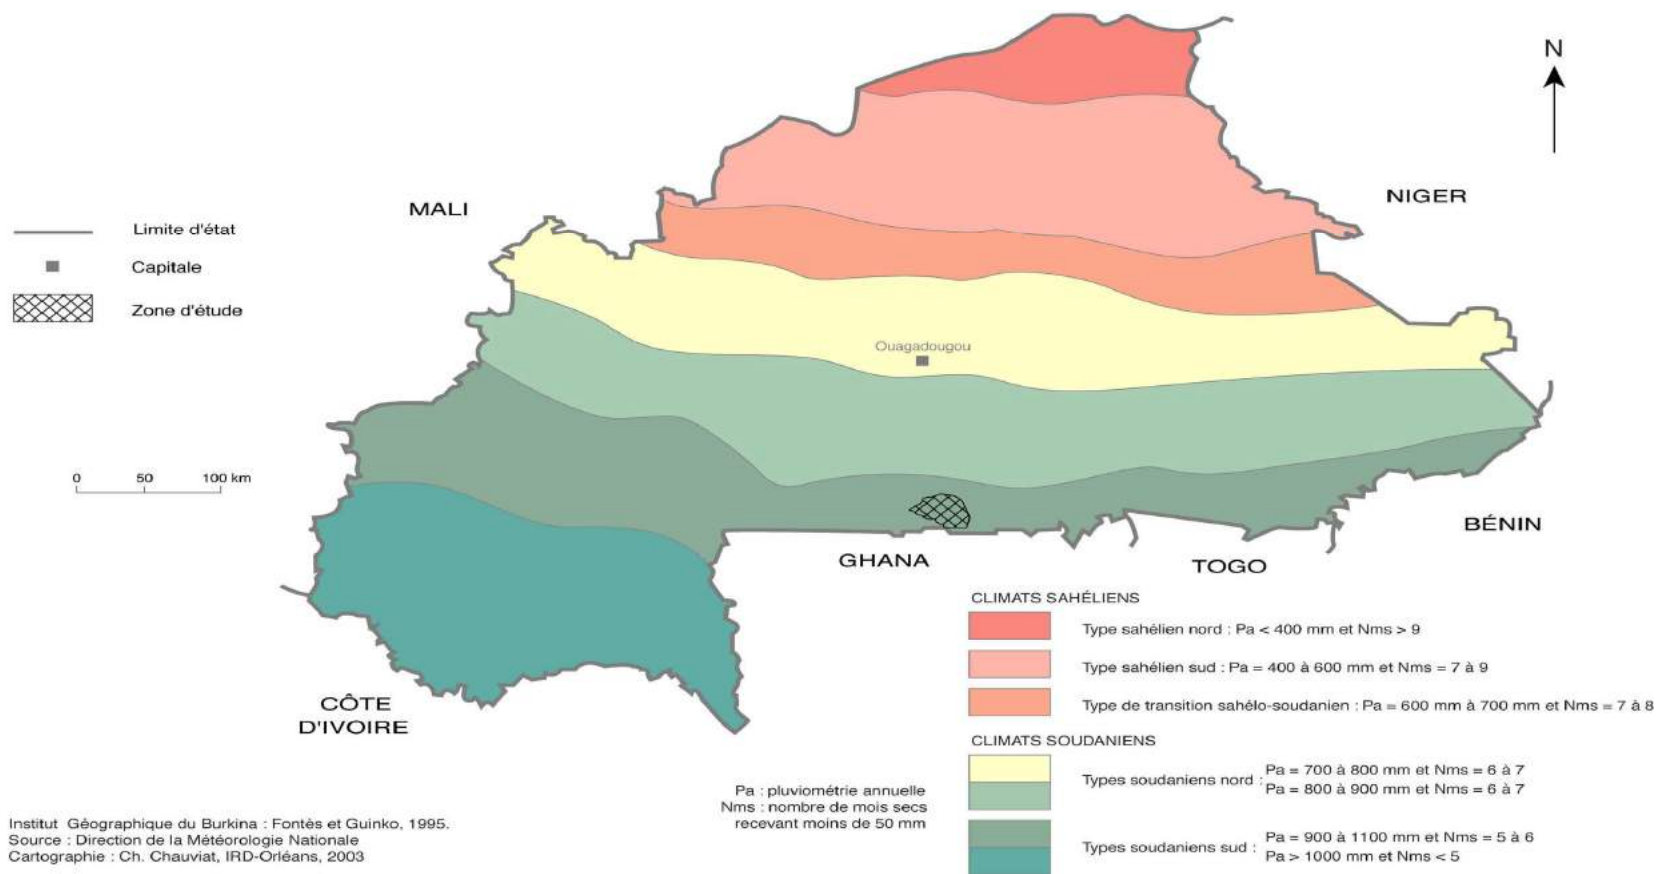 N
MALI
NIGER
Limite d'état
Capitale
Zone d'étude
Ouagadougou
0 50 100 km
BÉNIN
GHANA
TOGO
CÔTE
D'IVOIRE
CLIMATS SAHÉLIENS
Type sahélien nord : Pa < 400 mm et Nms > 9
Type sahélien sud : Pa = 400 à 600 mm et Nms = 7 à 9
Type de transition sahélo-soudanien : Pa = 600 mm à 700 mm et Nms = 7 à 8
CLIMATS SOUDANIENS
Types soudaniens nord :
Pa = 700 à 800 mm et Nms = 6 à 7
Pa = 800 à 900 mm et Nms = 6 à 7
Types soudaniens sud :
Pa = 900 à 1100 mm et Nms = 5 à 6
Pa > 1000 mm et Nms < 5
Pa : pluviométrie annuelle
Nms : nombre de mois secs
recevant moins de 50 mm
Institut Géographique du Burkina : Fontès et Guinko, 1995.
Source : Direction de la Météorologie Nationale
Cartographie : Ch. Chauviat, IRD-Orléans, 2003